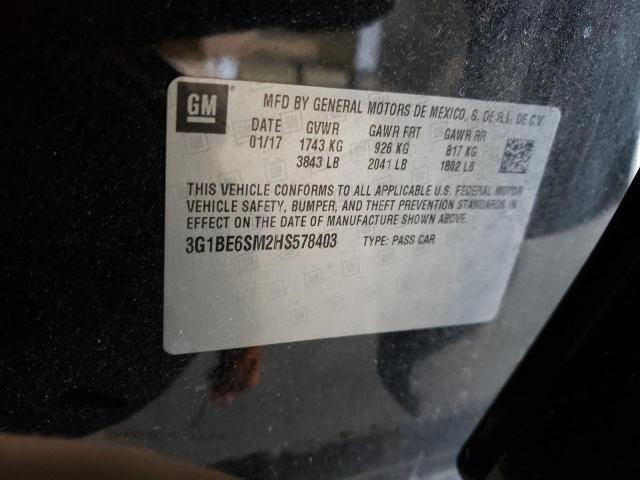 GM
MFD BY GENERAL MOTORS DE MEXICO, S. DE R.L. DE C.V.
DATE GVWR GAWR FRT GAWR RR
01/17 1743 KG 926 KG 817 KG
3843 LB 2041 LB 1802 LB
THIS VEHICLE CONFORMS TO ALL APPLICABLE U.S. FEDERAL MOTOR
VEHICLE SAFETY, BUMPER, AND THEFT PREVENTION STANDARDS IN
EFFECT ON THE DATE OF MANUFACTURE SHOWN ABOVE.
3G1BE6SM2HS578403 TYPE: PASS CAR